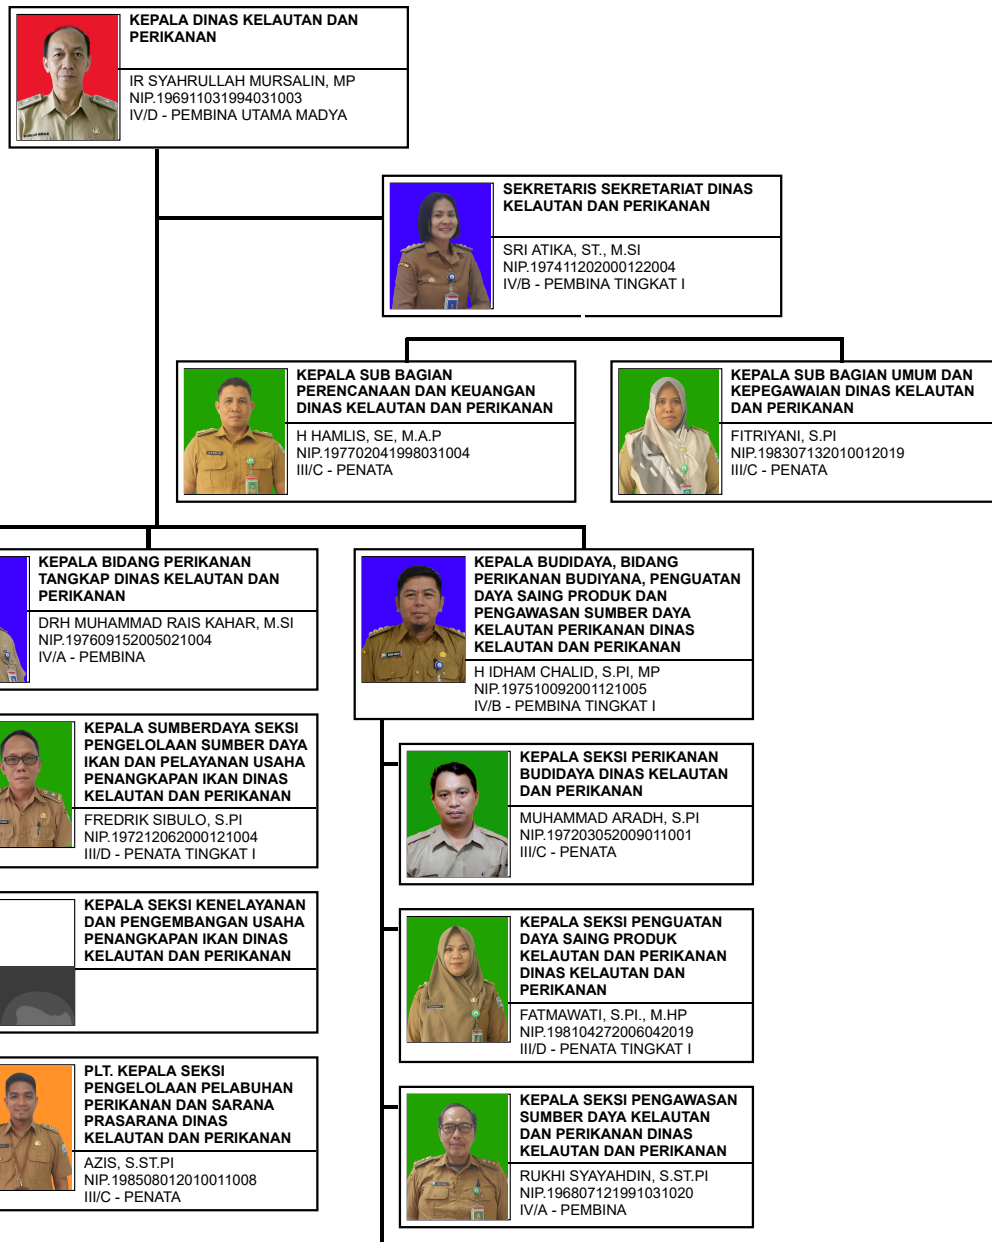 KEPALA DINAS KELAUTAN DAN
PERIKANAN
IR SYAHRULLAH MURSALIN, MP
NIP.196911031994031003
IV/D - PEMBINA UTAMA MADYA
SEKRETARIS SEKRETARIAT DINAS
KELAUTAN DAN PERIKANAN
SRI ATIKA, ST., M.SI
NIP.197411202000122004
IV/B - PEMBINA TINGKAT I
KEPALA SUB BAGIAN
PERENCANAAN DAN KEUANGAN
DINAS KELAUTAN DAN PERIKANAN
H HAMLIS, SE, M.A.P
NIP.197702041998031004
III/C - PENATA
KEPALA SUB BAGIAN UMUM DAN
KEPEGAWAIAN DINAS KELAUTAN
DAN PERIKANAN
FITRIYANI, S.PI
NIP.198307132010012019
III/C - PENATA
KEPALA BIDANG PERIKANAN
TANGKAP DINAS KELAUTAN DAN
PERIKANAN
DRH MUHAMMAD RAIS KAHAR, M.SI
NIP.197609152005021004
IV/A - PEMBINA
KEPALA SUMBERDAYA SEKSI
PENGELOLAAN SUMBER DAYA
IKAN DAN PELAYANAN USAHA
PENANGKAPAN IKAN DINAS
KELAUTAN DAN PERIKANAN
FREDRIK SIBULO, S.PI
NIP.197212062000121004
III/D - PENATA TINGKAT I
KEPALA SEKSI KENELAYANAN
DAN PENGEMBANGAN USAHA
PENANGKAPAN IKAN DINAS
KELAUTAN DAN PERIKANAN
PLT. KEPALA SEKSI
PENGELOLAAN PELABUHAN
PERIKANAN DAN SARANA
PRASARANA DINAS
KELAUTAN DAN PERIKANAN
AZIS, S.ST.PI
NIP.198508012010011008
III/C - PENATA
KEPALA BUDIDAYA, BIDANG
PERIKANAN BUDIYANA, PENGUATAN
DAYA SAING PRODUK DAN
PENGAWASAN SUMBER DAYA
KELAUTAN PERIKANAN DINAS
KELAUTAN DAN PERIKANAN
H IDHAM CHALID, S.PI, MP
NIP.197510092001121005
IV/B - PEMBINA TINGKAT I
KEPALA SEKSI PERIKANAN
BUDIDAYA DINAS KELAUTAN
DAN PERIKANAN
MUHAMMAD ARADH, S.PI
NIP.197203052009011001
III/C - PENATA
KEPALA SEKSI PENGUATAN
DAYA SAING PRODUK
KELAUTAN DAN PERIKANAN
DINAS KELAUTAN DAN
PERIKANAN
FATMAWATI, S.PI., M.HP
NIP.198104272006042019
III/D - PENATA TINGKAT I
KEPALA SEKSI PENGAWASAN
SUMBER DAYA KELAUTAN
DAN PERIKANAN DINAS
KELAUTAN DAN PERIKANAN
RUKHI SYAYAHDIN, S.ST.PI
NIP.196807121991031020
IV/A - PEMBINA